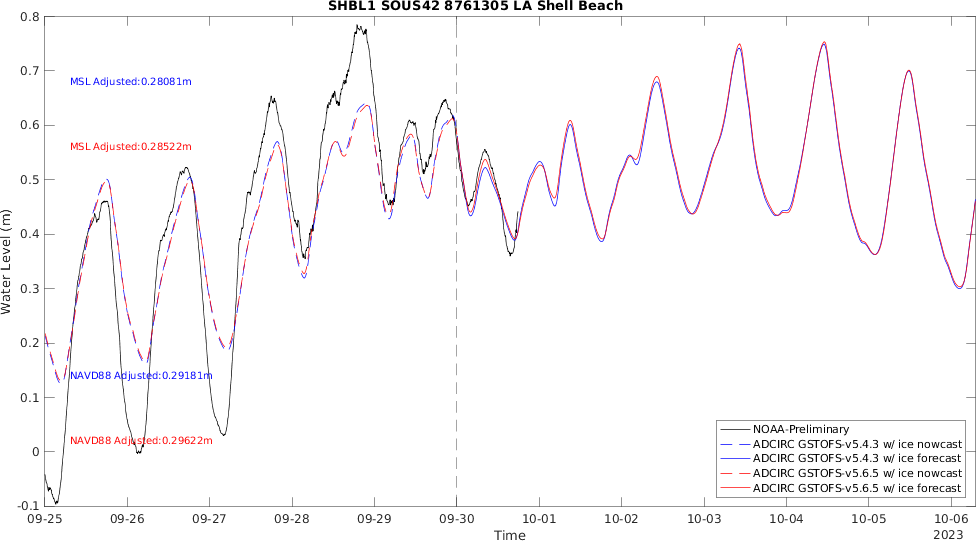 SHBL1 SOUS42 8761305 LA Shell Beach
0.8
0.7
0.6
0.5
0.4
0.3
0.2
0.1
0
-0.1
Water Level (m)
MSL Adjusted:0.28081m
MSL Adjusted:0.28522m
NAVD88 Adjusted:0.29181m
NAVD88 Adjusted:0.29622m
NOAA-Preliminary
ADCIRC GSTOFS-v5.4.3 w/ ice nowcast
ADCIRC GSTOFS-v5.4.3 w/ ice forecast
ADCIRC GSTOFS-v5.6.5 w/ ice nowcast
ADCIRC GSTOFS-v5.6.5 w/ ice forecast
09-25 09-26 09-27 09-28 09-29 09-30 10-01 10-02 10-03 10-04 10-05 10-06
Time
2023